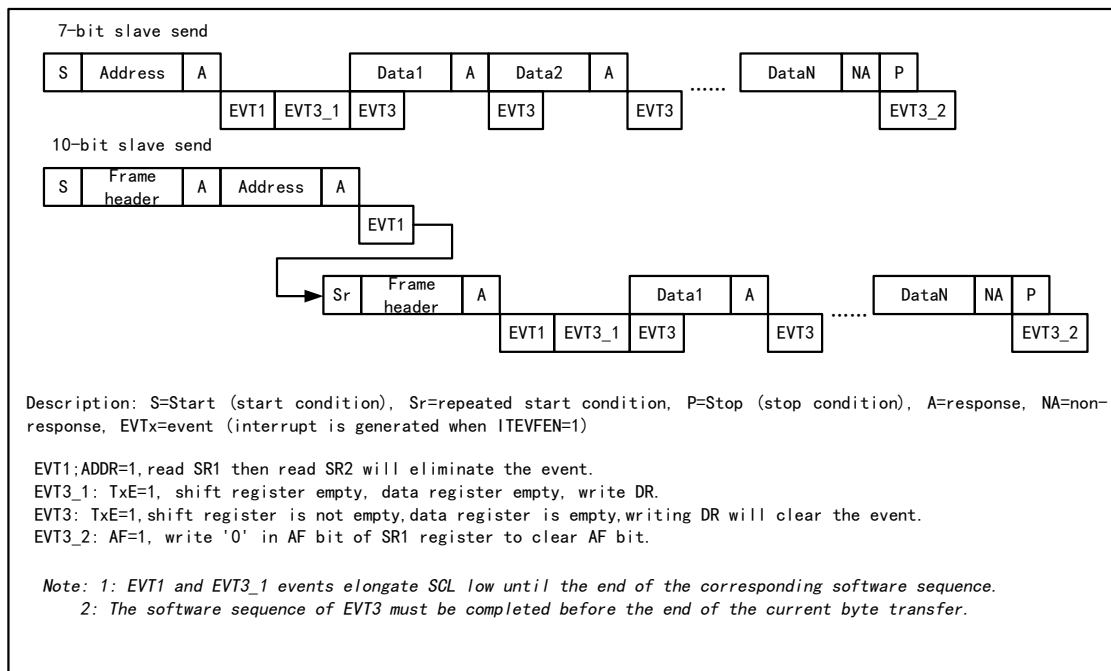 7-bit slave send
S Address A Data1 A Data2 A ...... DataN NA P
EVT1 EVT3_1 EVT3 EVT3 EVT3 EVT3_2
10-bit slave send
S Frame header A Address A
EVT1
Sr Frame header A Data1 A ...... DataN NA P
EVT1 EVT3_1 EVT3 EVT3 EVT3_2
Description: S=Start (start condition), Sr=repeated start condition, P=Stop (stop condition), A=response, NA=non-
response, EVTx=event (interrupt is generated when ITEVFEN=1)
EVT1;ADDR=1,read SR1 then read SR2 will eliminate the event.
EVT3_1: TxE=1, shift register empty, data register empty, write DR.
EVT3: TxE=1,shift register is not empty,data register is empty,writing DR will clear the event.
EVT3_2: AF=1, write '0' in AF bit of SR1 register to clear AF bit.
Note: 1: EVT1 and EVT3_1 events elongate SCL low until the end of the corresponding software sequence.
2: The software sequence of EVT3 must be completed before the end of the current byte transfer.